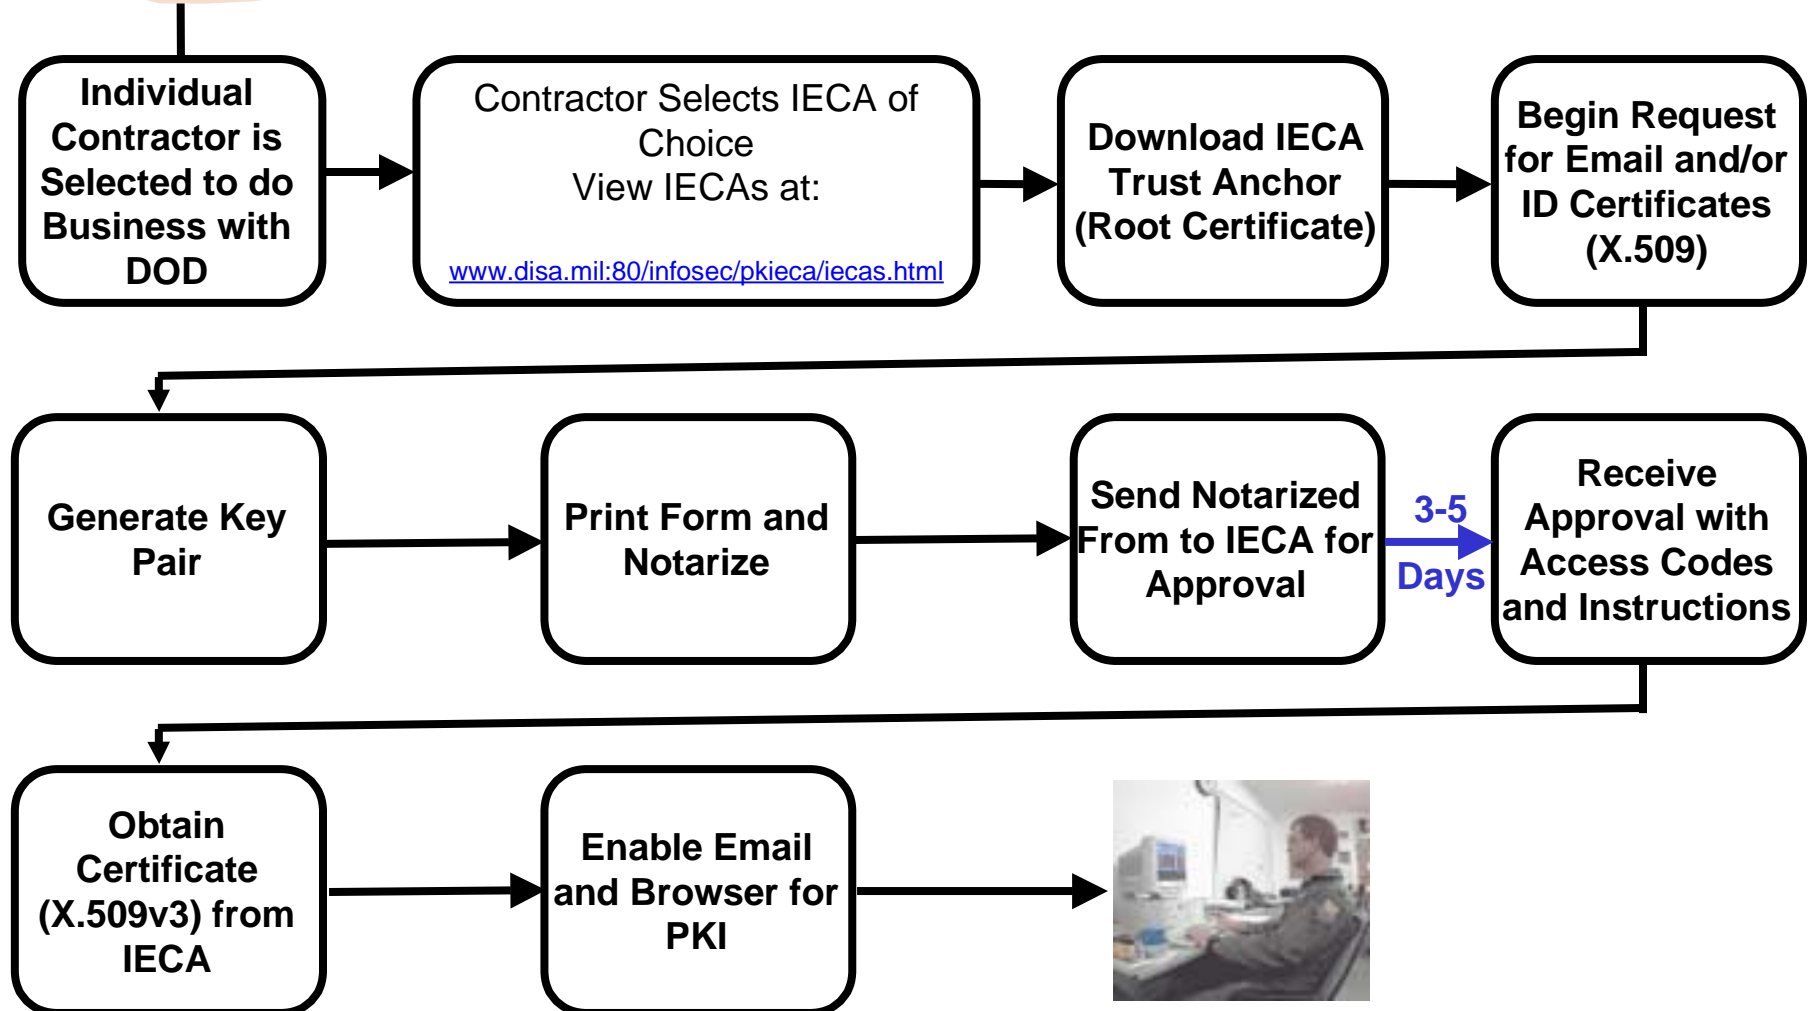 Individual
Contractor is
Selected to do
Business with
DOD
Contractor Selects IECA of
Choice
View IECAs at:
www.disa.mil:80/infosec/pkieca/iecas.html
Download IECA
Trust Anchor
(Root Certificate)
Begin Request
for Email and/or
ID Certificates
(X.509)
Generate Key
Pair
Print Form and
Notarize
Send Notarized
From to IECA for
Approval
3-5
Days
Receive
Approval with
Access Codes
and Instructions
Obtain
Certificate
(X.509v3) from
IECA
Enable Email
and Browser for
PKI